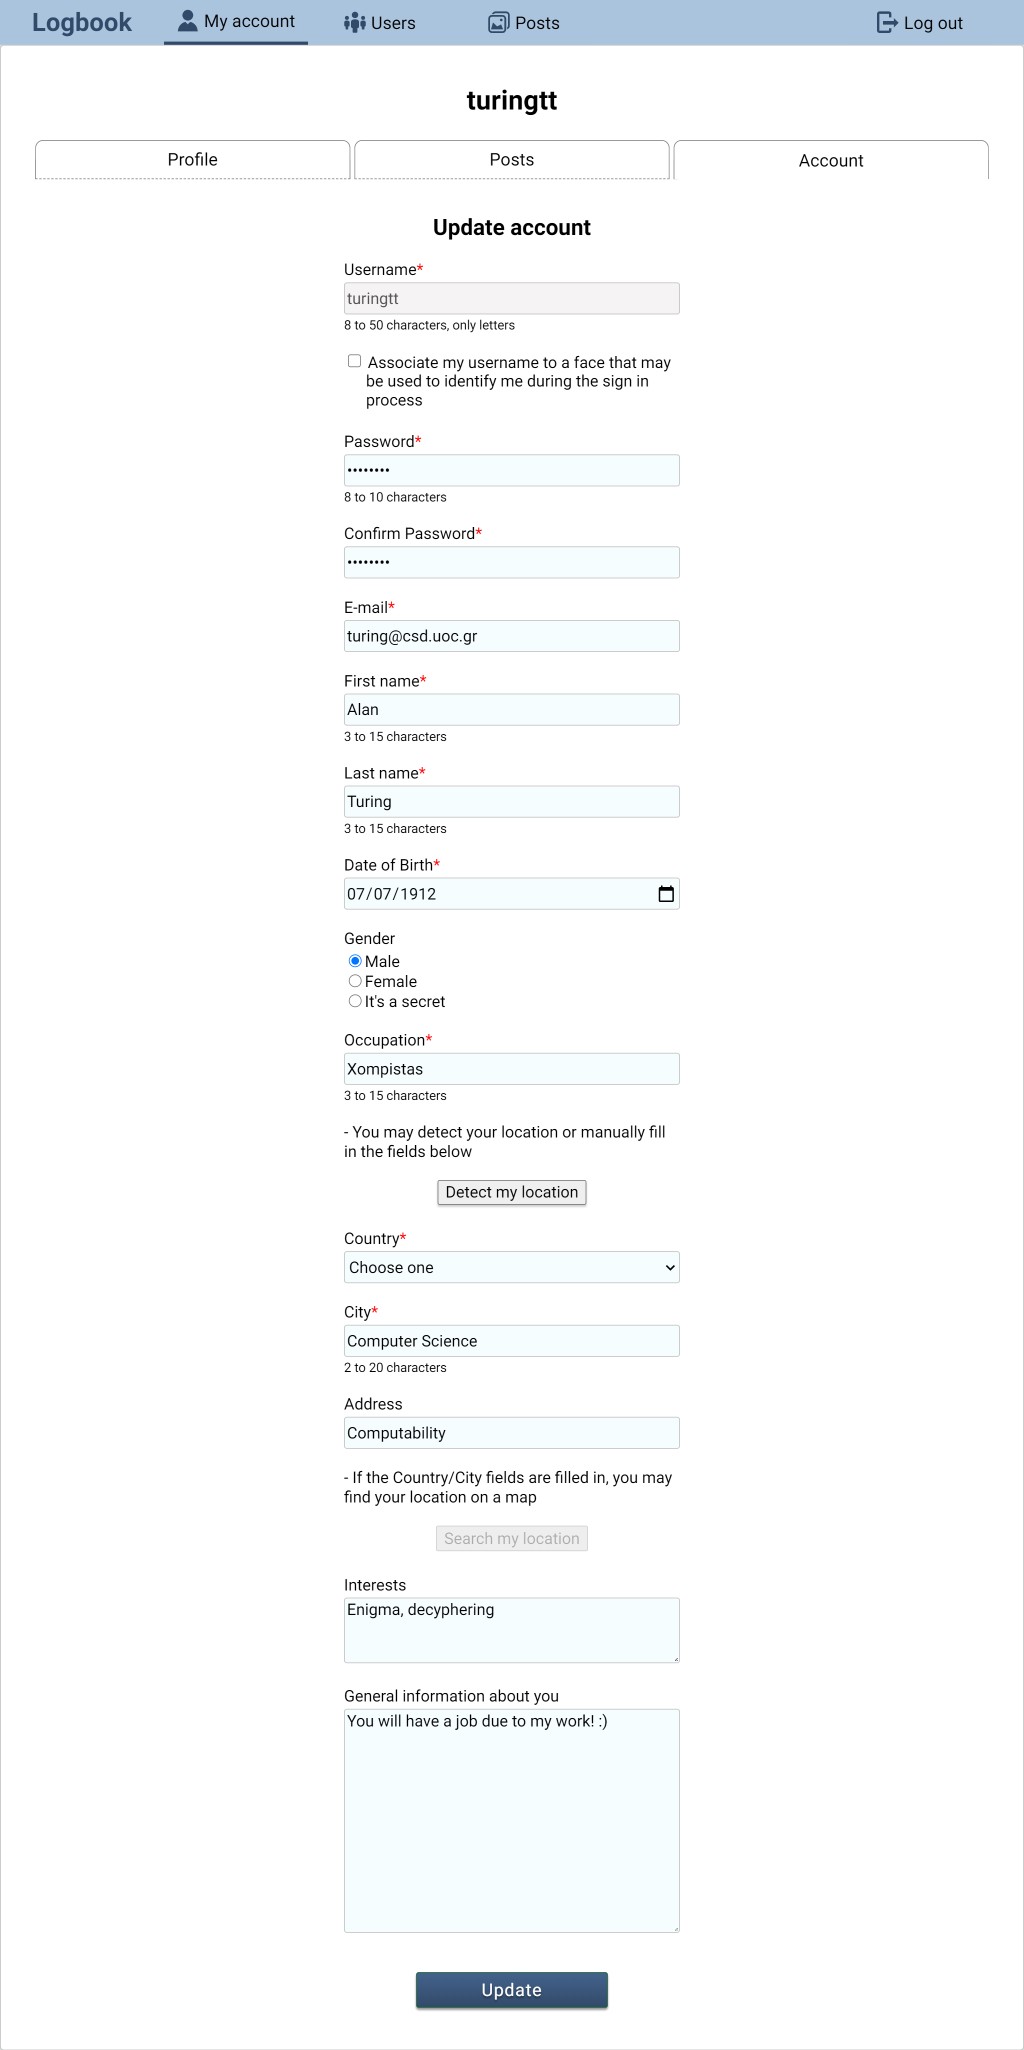 Logbook My account Users Posts Log out
turingtt
Profile Posts Account
Update account
Username*
turingtt
8 to 50 characters, only letters
Associate my username to a face that may
be used to identify me during the sign in
process
Password*
••••••••
8 to 10 characters
Confirm Password*
••••••••
E-mail*
turing@csd.uoc.gr
First name*
Alan
3 to 15 characters
Last name*
Turing
3 to 15 characters
Date of Birth*
07/07/1912
Gender
Male
Female
It's a secret
Occupation*
Xompistas
3 to 15 characters
- You may detect your location or manually fill
in the fields below
Detect my location
Country*
Choose one
City*
Computer Science
2 to 20 characters
Address
Computability
- If the Country/City fields are filled in, you may
find your location on a map
Search my location
Interests
Enigma, decyphering
General information about you
You will have a job due to my work! :)
Update